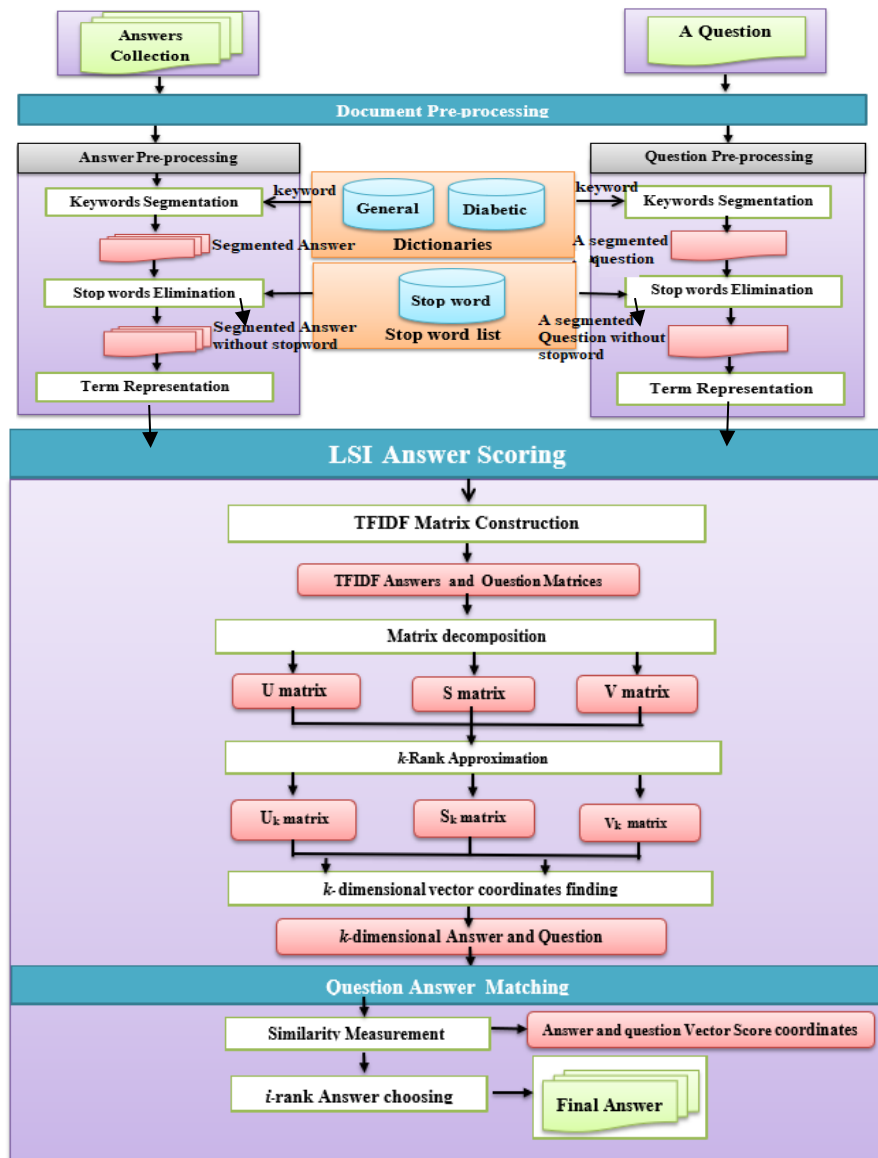 Answers
Collection
A Question
Document Pre-processing
Answer Pre-processing
Question Pre-processing
keyword
keyword
Keywords Segmentation
General
Diabetic
Keywords Segmentation
Dictionaries
Segmented Answer
A segmented
question
Stop words Elimination
Stop word
Stop words Elimination
Stop word list
Segmented Answer
without stopword
A segmented
Question without
stopword
Term Representation
Term Representation
LSI Answer Scoring
TFIDF Matrix Construction
TFIDF Answers and Question Matrices
Matrix decomposition
U matrix
S matrix
V matrix
k-Rank Approximation
Uk matrix
Sk matrix
Vk matrix
k- dimensional vector coordinates finding
k-dimensional Answer and Question
Question Answer Matching
Similarity Measurement
Answer and question Vector Score coordinates
i-rank Answer choosing
Final Answer